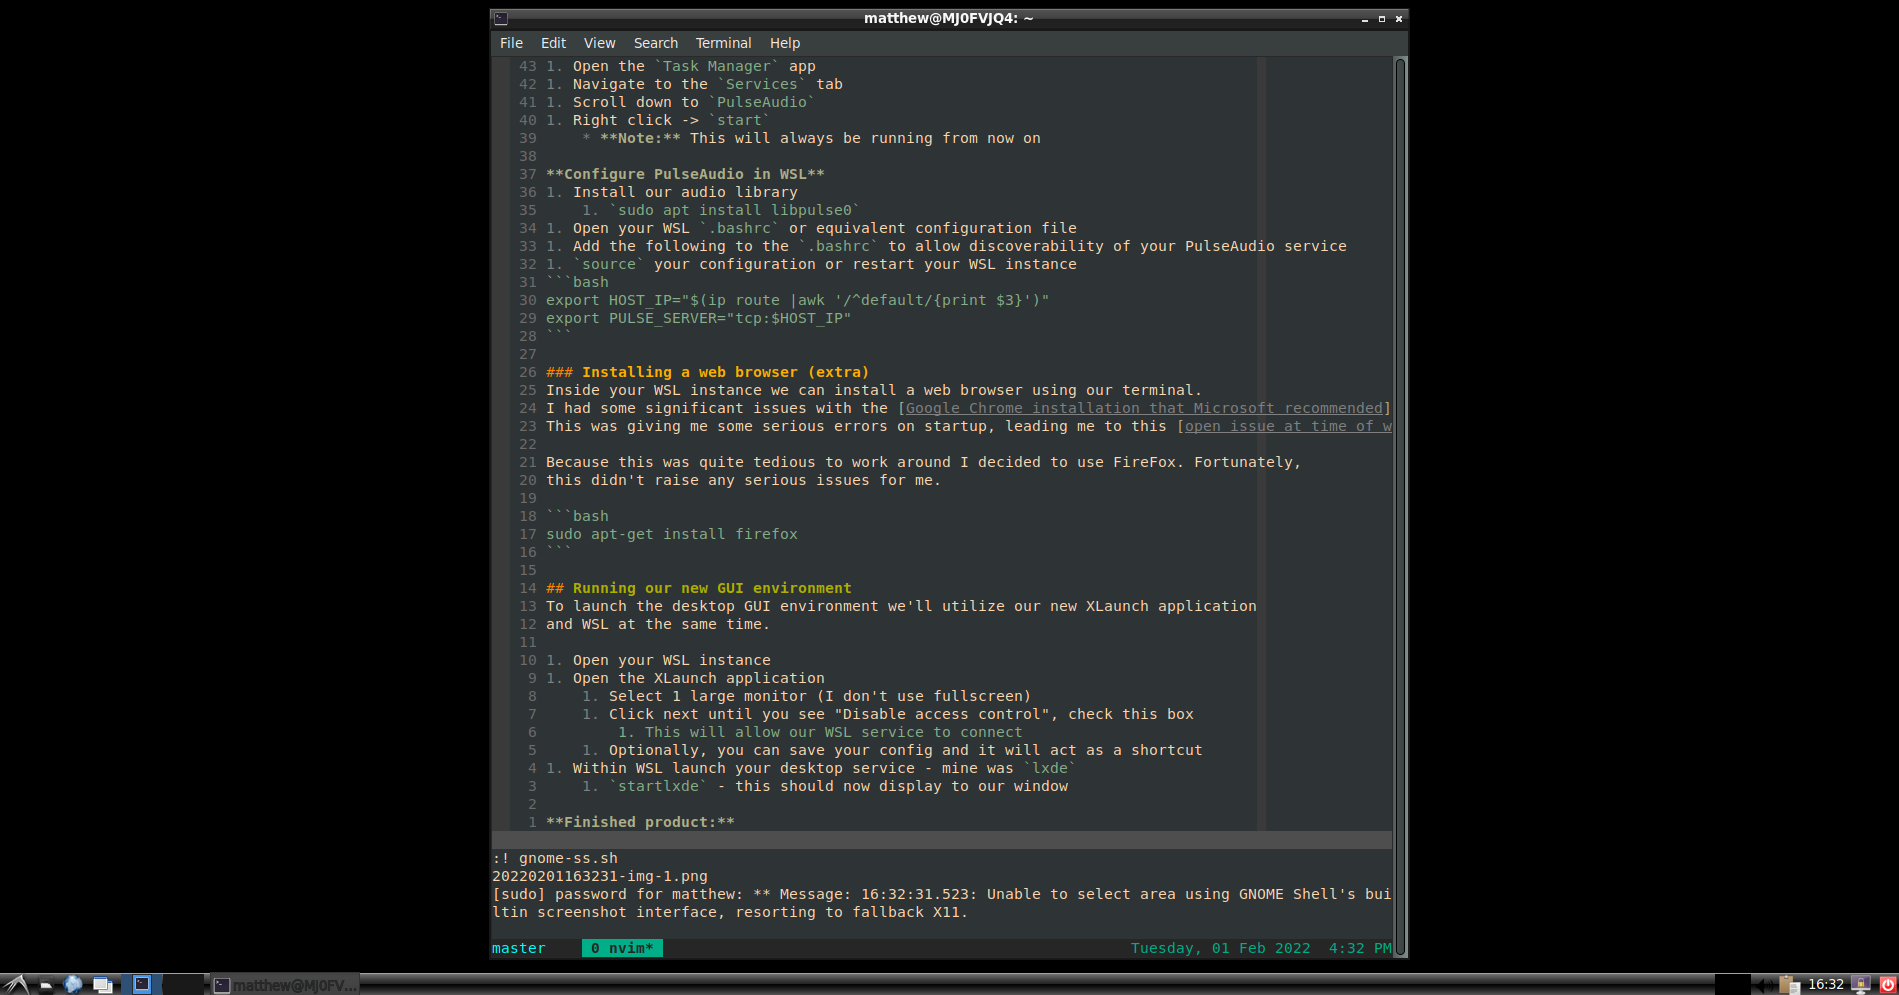 matthew@MJ0FVJQ4: ~
File Edit View Search Terminal Help
43 1. Open the `Task Manager` app
42 1. Navigate to the `Services` tab
41 1. Scroll down to `PulseAudio`
40 1. Right click -> `start`
39     * **Note:** This will always be running from now on
38
37 **Configure PulseAudio in WSL**
36 1. Install our audio library
35     1. `sudo apt install libpulse0`
34 1. Open your WSL `.bashrc` or equivalent configuration file
33 1. Add the following to the `.bashrc` to allow discoverability of your PulseAudio service
32 1. `source` your configuration or restart your WSL instance
31 ```bash
30 export HOST_IP="$(ip route |awk '/^default/{print $3}')"
29 export PULSE_SERVER="tcp:$HOST_IP"
28 ```
27
26 ### Installing a web browser (extra)
25 Inside your WSL instance we can install a web browser using our terminal.
24 I had some significant issues with the [Google Chrome installation that Microsoft recommended]
23 This was giving me some serious errors on startup, leading me to this [open issue at time of w
22
21 Because this was quite tedious to work around I decided to use FireFox. Fortunately,
20 this didn't raise any serious issues for me.
19
18 ```bash
17 sudo apt-get install firefox
16 ```
15
14 ## Running our new GUI environment
13 To launch the desktop GUI environment we'll utilize our new XLaunch application
12 and WSL at the same time.
11
10 1. Open your WSL instance
9 1. Open the XLaunch application
8     1. Select 1 large monitor (I don't use fullscreen)
7     1. Click next until you see "Disable access control", check this box
6         1. This will allow our WSL service to connect
5     1. Optionally, you can save your config and it will act as a shortcut
4 1. Within WSL launch your desktop service - mine was `lxde`
3     1. `startlxde` - this should now display to our window
2
1 **Finished product:**
:! gnome-ss.sh
20220201163231-img-1.png
[sudo] password for matthew: ** Message: 16:32:31.523: Unable to select area using GNOME Shell's bui
ltin screenshot interface, resorting to fallback X11.
master 0 nvim* Tuesday, 01 Feb 2022 4:32 PM
matthew@MJ0FV... 16:32